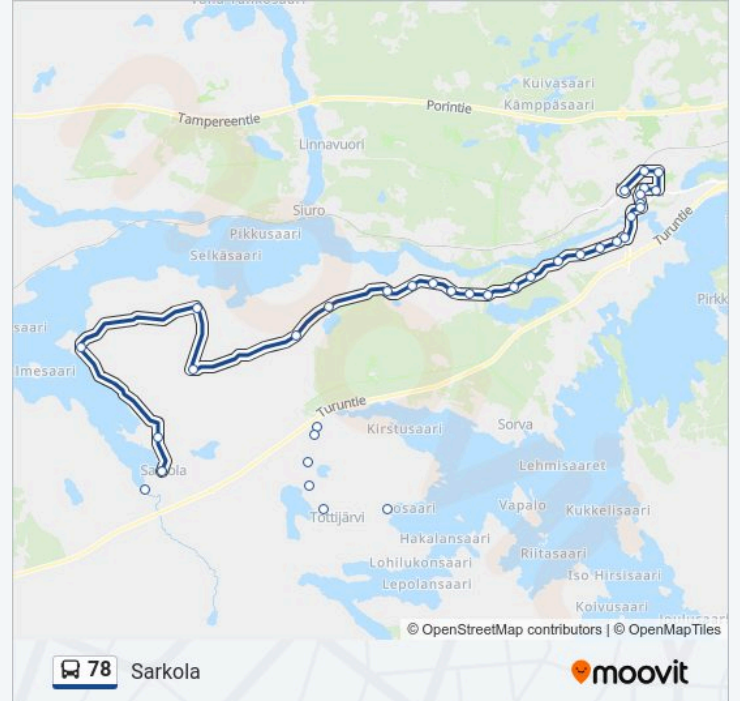 Kuivasaari
Kämppäsaari
Porintie
Tampereentie
Linnavuori
Siuro
Turuntie
Pikkusaari
Selkäsaari
Pirkk
saari
lmesaari
Turuntie
Kirstusaari
Sorva
Sarkola
Lehmisaaret
Vapalo
Kukkelisaari
Tottijärvi
osaari
Hakalansaari
Riitasaari
Lohilukonsaari
Iso Hirsisaari
Lepolansaari
Koivusaari
© OpenStreetMap contributors | © OpenMapTiles
78 Sarkola
moovit